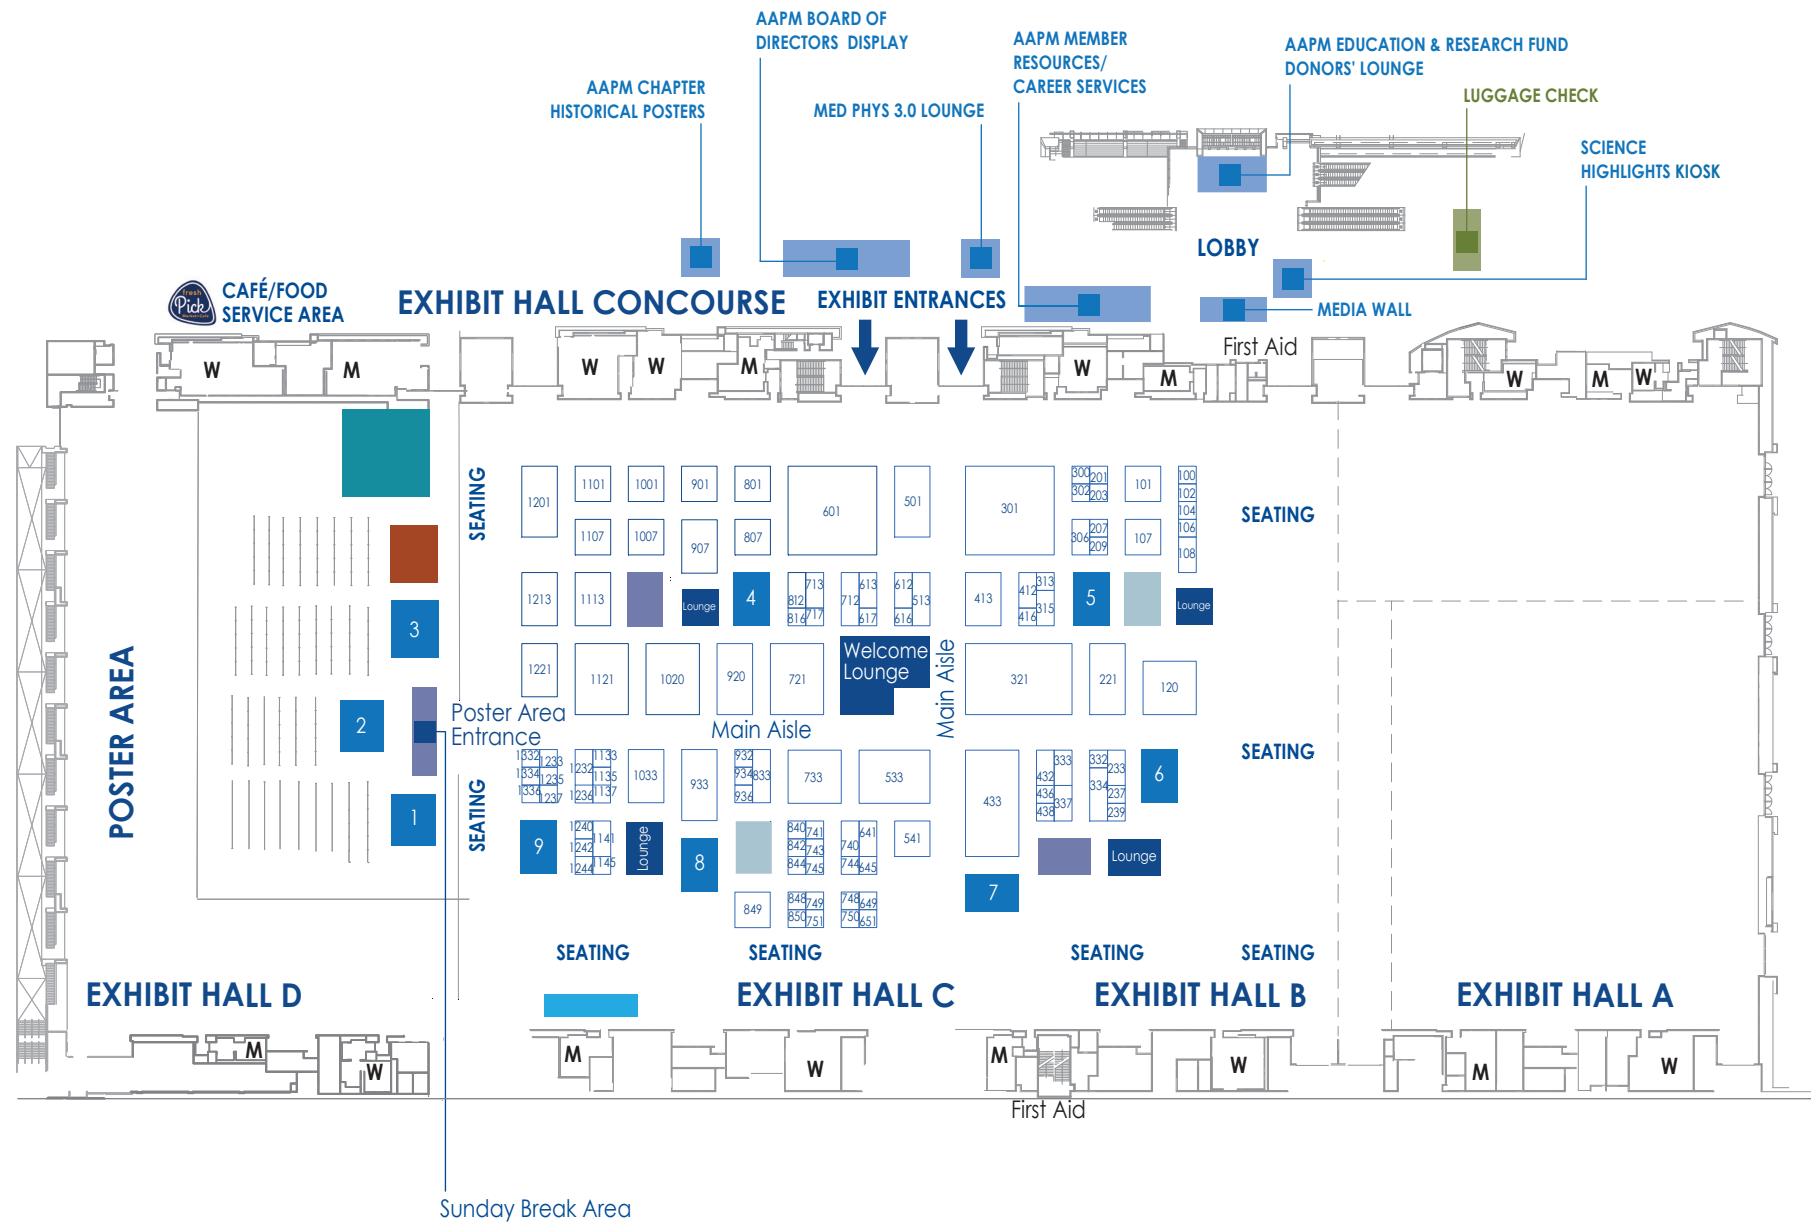 AAPM BOARD OF
DIRECTORS DISPLAY
AAPM MEMBER
RESOURCES/
CAREER SERVICES
AAPM EDUCATION & RESEARCH FUND
DONORS' LOUNGE
AAPM CHAPTER
HISTORICAL POSTERS
MED PHYS 3.0 LOUNGE
LUGGAGE CHECK
SCIENCE
HIGHLIGHTS KIOSK
LOBBY
fresh
Pick
CAFÉ/FOOD
SERVICE AREA
EXHIBIT HALL CONCOURSE
EXHIBIT ENTRANCES
MEDIA WALL
First Aid
W M W W M W M W M W
SEATING
1201 1101 1001 901 801 601 501 301 300 201 101 100
302 203 102
104
SEATING
1107 1007 907 807 306 207 209 107 106
108
1213 1113 Lounge 4 713 812 816 717 613 712 617 612 513 616 413 412 313 315 416 5 Lounge
3
POSTER AREA
1221 1121 1020 920 721 Welcome
Lounge
Main Aisle
321 221 120
2
Poster Area
Entrance
Main Aisle
SEATING
1332 1233 1334 1235 1336 1237 1133 1232 1135 1236 1137 1033 933 932 934 833 936 733 533 433 333 432 436 337 438 332 233 334 237 239 6
1
SEATING
9 1240 1242 1141 1244 1145 Lounge 8 840 741 842 743 844 745 641 740 744 645 541 Lounge
7
849 848 749 850 751 748 649 750 651
SEATING SEATING SEATING SEATING
EXHIBIT HALL D EXHIBIT HALL C EXHIBIT HALL B EXHIBIT HALL A
M W M W M W M W
First Aid
Sunday Break Area